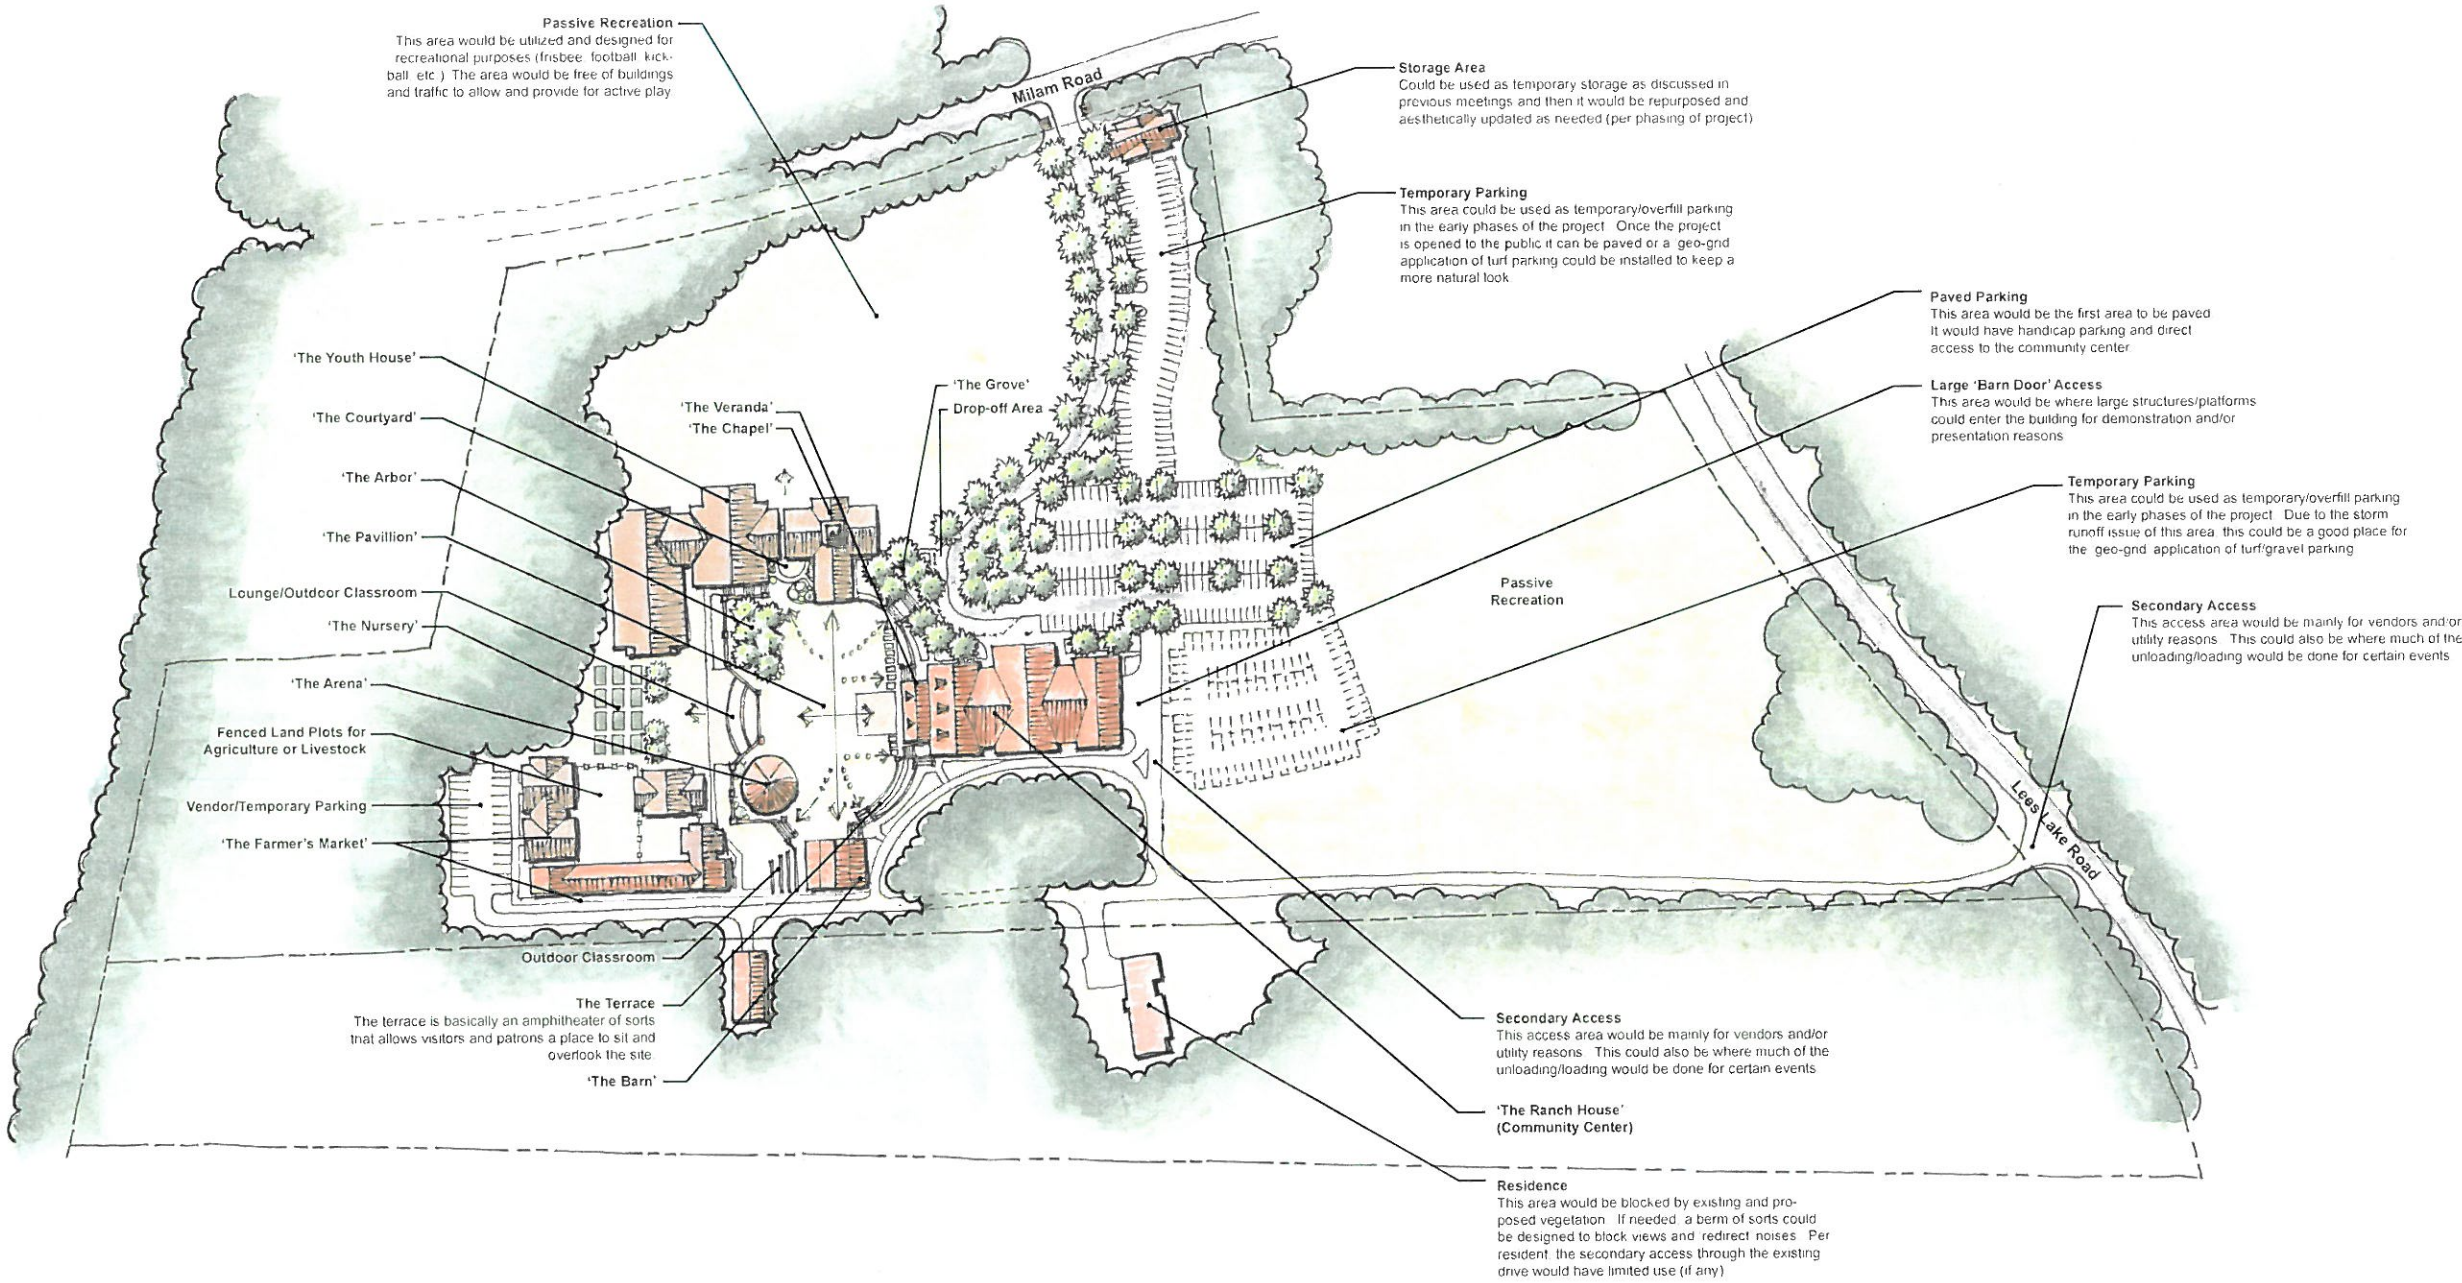 Passive Recreation
This area would be utilized and designed for
recreational purposes (frisbee, football, kick-
ball, etc.) The area would be free of buildings
and traffic to allow and provide for active play
Milam Road
Storage Area
Could be used as temporary storage as discussed in
previous meetings and then it would be repurposed and
aesthetically updated as needed (per phasing of project)
Temporary Parking
This area could be used as temporary/overfill parking
in the early phases of the project. Once the project
is opened to the public it can be paved or a geo-grid
application of turf parking could be installed to keep a
more natural look
Paved Parking
This area would be the first area to be paved
It would have handicap parking and direct
access to the community center
Large 'Barn Door' Access
This area would be where large structures/platforms
could enter the building for demonstration and/or
presentation reasons
Temporary Parking
This area could be used as temporary/overfill parking
in the early phases of the project. Due to the storm
runoff issue of this area, this could be a good place for
the geo-grid application of turf/gravel parking
Secondary Access
This access area would be mainly for vendors and/or
utility reasons. This could also be where much of the
unloading/loading would be done for certain events
'The Youth House'
'The Courtyard'
'The Arbor'
'The Pavillion'
Lounge/Outdoor Classroom
'The Nursery'
'The Arena'
Fenced Land Plots for
Agriculture or Livestock
Vendor/Temporary Parking
'The Farmer's Market'
'The Veranda'
'The Chapel'
'The Grove'
Drop-off Area
Passive
Recreation
Lees Lake Road
Outdoor Classroom
The Terrace
The terrace is basically an amphitheater of sorts
that allows visitors and patrons a place to sit and
overlook the site
'The Barn'
Secondary Access
This access area would be mainly for vendors and/or
utility reasons. This could also be where much of the
unloading/loading would be done for certain events
'The Ranch House'
(Community Center)
Residence
This area would be blocked by existing and pro-
posed vegetation. If needed, a berm of sorts could
be designed to block views and redirect noises. Per
resident, the secondary access through the existing
drive would have limited use (if any)